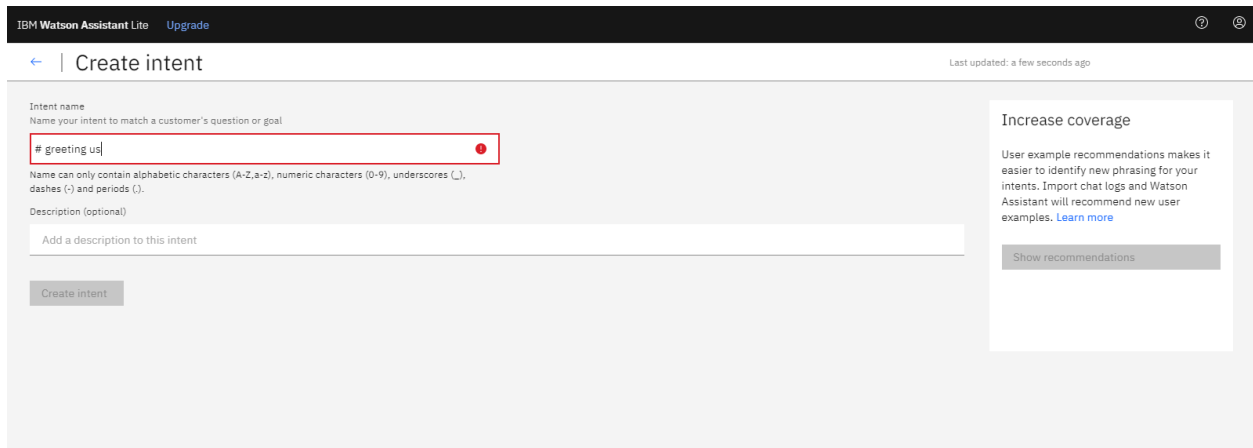 IBM Watson Assistant Lite Upgrade
Create intent
Last updated: a few seconds ago
Intent name
Name your intent to match a customer's question or goal
# greeting us
Name can only contain alphabetic characters (A-Z,a-z), numeric characters (0-9), underscores (_),
dashes (-) and periods (.).
Description (optional)
Add a description to this intent
Create intent
Increase coverage
User example recommendations makes it
easier to identify new phrasing for your
intents. Import chat logs and Watson
Assistant will recommend new user
examples. Learn more
Show recommendations